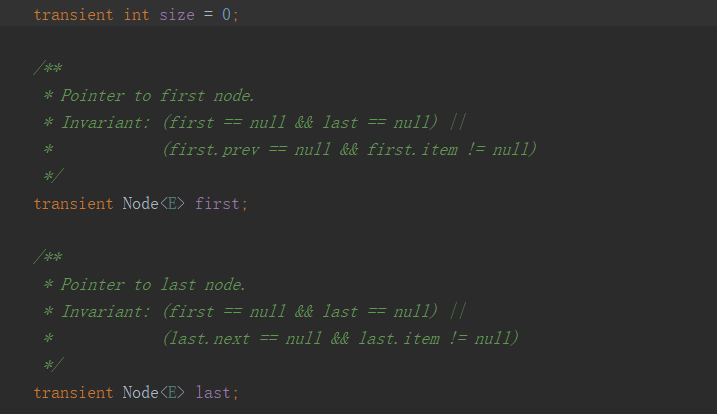 transient int size = 0;
/**
 * Pointer to first node.
 * Invariant: (first == null && last == null) ||
 *            (first.prev == null && first.item != null)
 */
transient Node<E> first;
/**
 * Pointer to last node.
 * Invariant: (first == null && last == null) ||
 *            (last.next == null && last.item != null)
 */
transient Node<E> last;